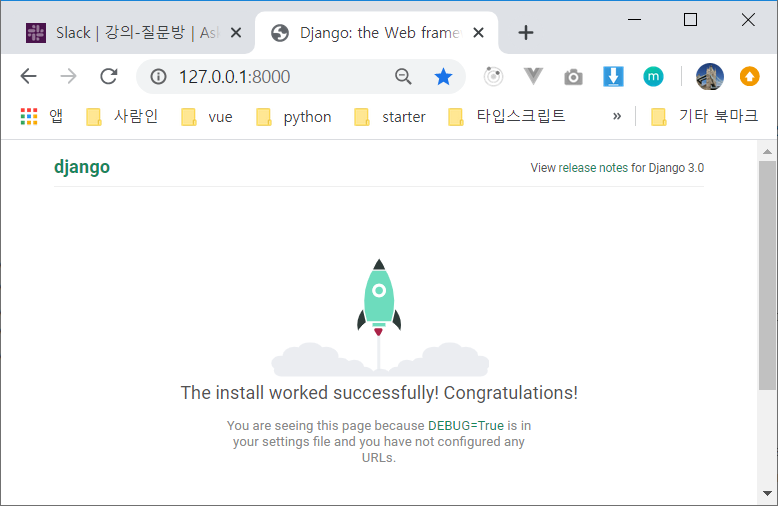 Slack | 강의-질문방 | Ask
Django: the Web frame
127.0.0.1:8000
앱 사람인 vue python starter 타입스크립트 » 기타 북마크
django
View release notes for Django 3.0
The install worked successfully! Congratulations!
You are seeing this page because DEBUG=True is in
your settings file and you have not configured any
URLs.